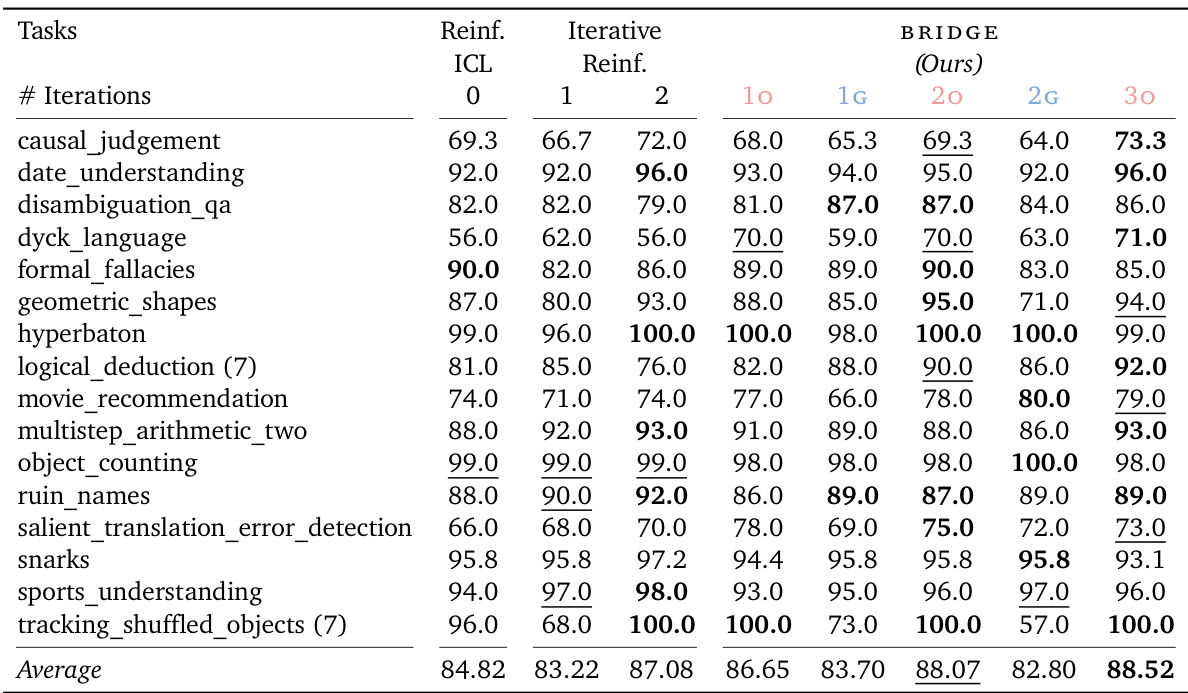 Tasks Reinf. Iterative BRIDGE
ICL Reinf. (Ours)
# Iterations 0 1 2 1O 1G 2O 2G 3O
causal_judgement 69.3 66.7 72.0 68.0 65.3 69.3 64.0 73.3
date_understanding 92.0 92.0 96.0 93.0 94.0 95.0 92.0 96.0
disambiguation_qa 82.0 82.0 79.0 81.0 87.0 87.0 84.0 86.0
dyck_language 56.0 62.0 56.0 70.0 59.0 70.0 63.0 71.0
formal_fallacies 90.0 82.0 86.0 89.0 89.0 90.0 83.0 85.0
geometric_shapes 87.0 80.0 93.0 88.0 85.0 95.0 71.0 94.0
hyperbaton 99.0 96.0 100.0 100.0 98.0 100.0 100.0 99.0
logical_deduction (7) 81.0 85.0 76.0 82.0 88.0 90.0 86.0 92.0
movie_recommendation 74.0 71.0 74.0 77.0 66.0 78.0 80.0 79.0
multistep_arithmetic_two 88.0 92.0 93.0 91.0 89.0 88.0 86.0 93.0
object_counting 99.0 99.0 99.0 98.0 98.0 98.0 100.0 98.0
ruin_names 88.0 90.0 92.0 86.0 89.0 87.0 89.0 89.0
salient_translation_error_detection 66.0 68.0 70.0 78.0 69.0 75.0 72.0 73.0
snarks 95.8 95.8 97.2 94.4 95.8 95.8 95.8 93.1
sports_understanding 94.0 97.0 98.0 93.0 95.0 96.0 97.0 96.0
tracking_shuffled_objects (7) 96.0 68.0 100.0 100.0 73.0 100.0 57.0 100.0
Average 84.82 83.22 87.08 86.65 83.70 88.07 82.80 88.52